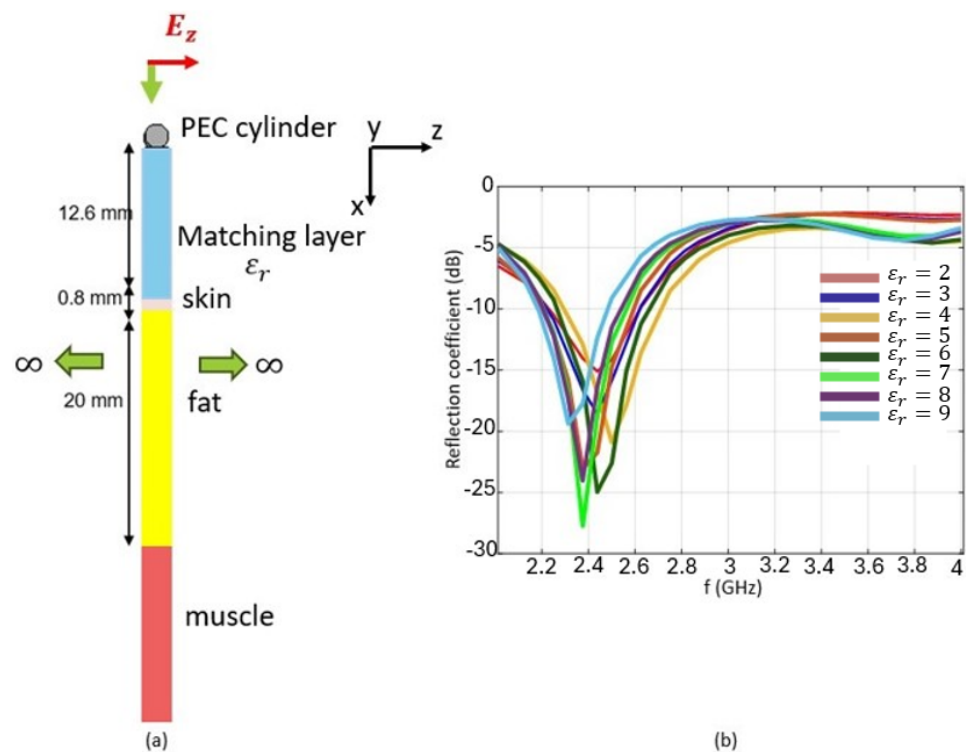 E_z
PEC cylinder
y z
x
12.6 mm
Matching layer
ε_r
0.8 mm
skin
∞ ∞
20 mm
fat
muscle
(a)
Reflection coefficient (dB)
0
-5
-10
-15
-20
-25
-30
2.2 2.4 2.6 2.8 3 3.2 3.4 3.6 3.8 4
f (GHz)
ε_r = 2
ε_r = 3
ε_r = 4
ε_r = 5
ε_r = 6
ε_r = 7
ε_r = 8
ε_r = 9
(b)